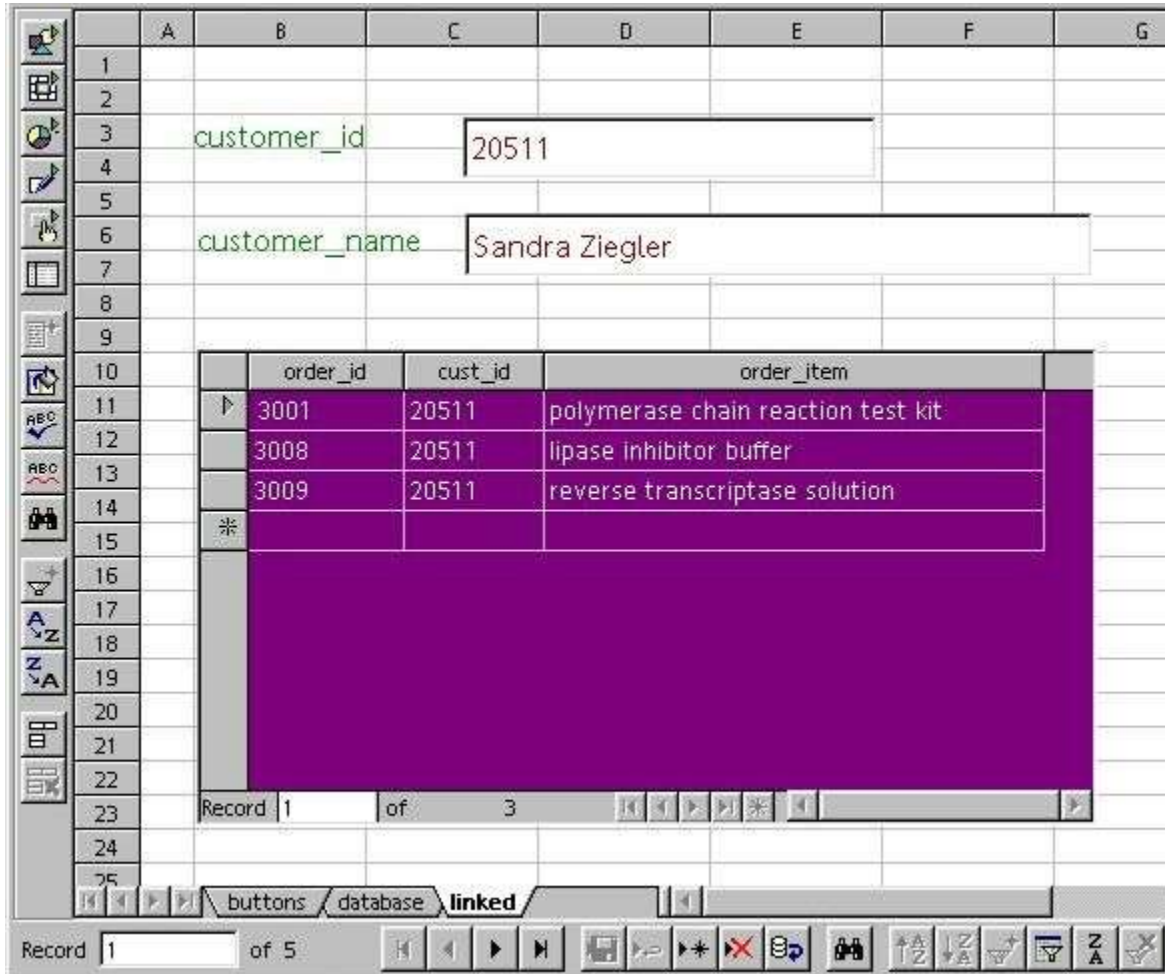 A B C D E F G
1
2
3
customer_id 20511
4
5
6
customer_name Sandra Ziegler
7
8
9
10
order_id cust_id order_item
11
3001 20511 polymerase chain reaction test kit
12
3008 20511 lipase inhibitor buffer
13
3009 20511 reverse transcriptase solution
14
15
16
17
18
19
20
21
22
23
Record 1 of 3
24
25
ABC
ABC
A Z
Z A
buttons database linked
Record 1 of 5
A Z
Z A